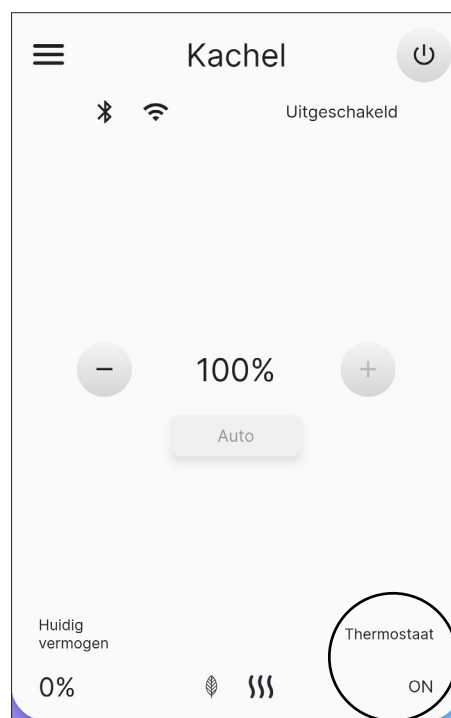 Kachel
Uitgeschakeld
100%
Auto
Huidig
vermogen
Thermostaat
0%
ON